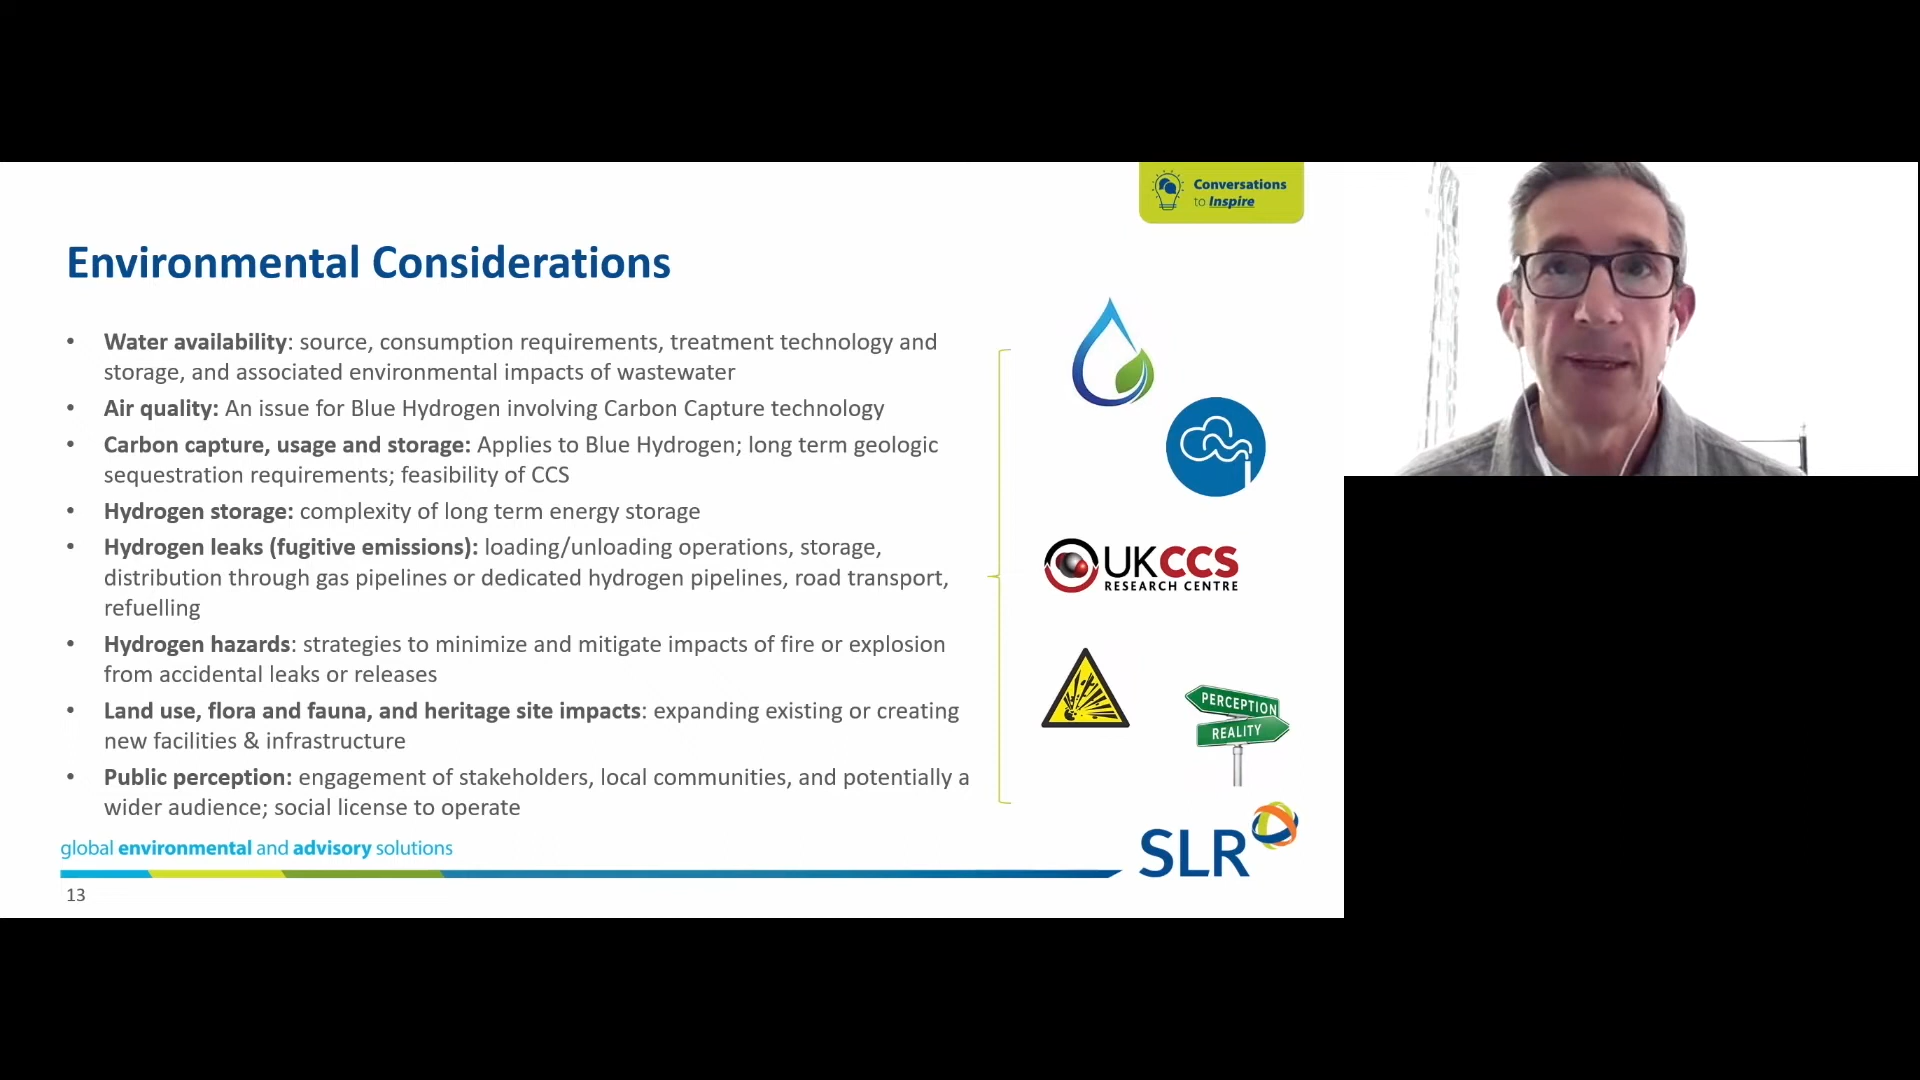 Conversations
to Inspire
Environmental Considerations
• Water availability: source, consumption requirements, treatment technology and
storage, and associated environmental impacts of wastewater
• Air quality: An issue for Blue Hydrogen involving Carbon Capture technology
• Carbon capture, usage and storage: Applies to Blue Hydrogen; long term geologic
sequestration requirements; feasibility of CCS
• Hydrogen storage: complexity of long term energy storage
• Hydrogen leaks (fugitive emissions): loading/unloading operations, storage,
distribution through gas pipelines or dedicated hydrogen pipelines, road transport,
refuelling
• Hydrogen hazards: strategies to minimize and mitigate impacts of fire or explosion
from accidental leaks or releases
• Land use, flora and fauna, and heritage site impacts: expanding existing or creating
new facilities & infrastructure
• Public perception: engagement of stakeholders, local communities, and potentially a
wider audience; social license to operate
UKCCS
RESEARCH CENTRE
PERCEPTION
REALITY
global environmental and advisory solutions
SLR
13